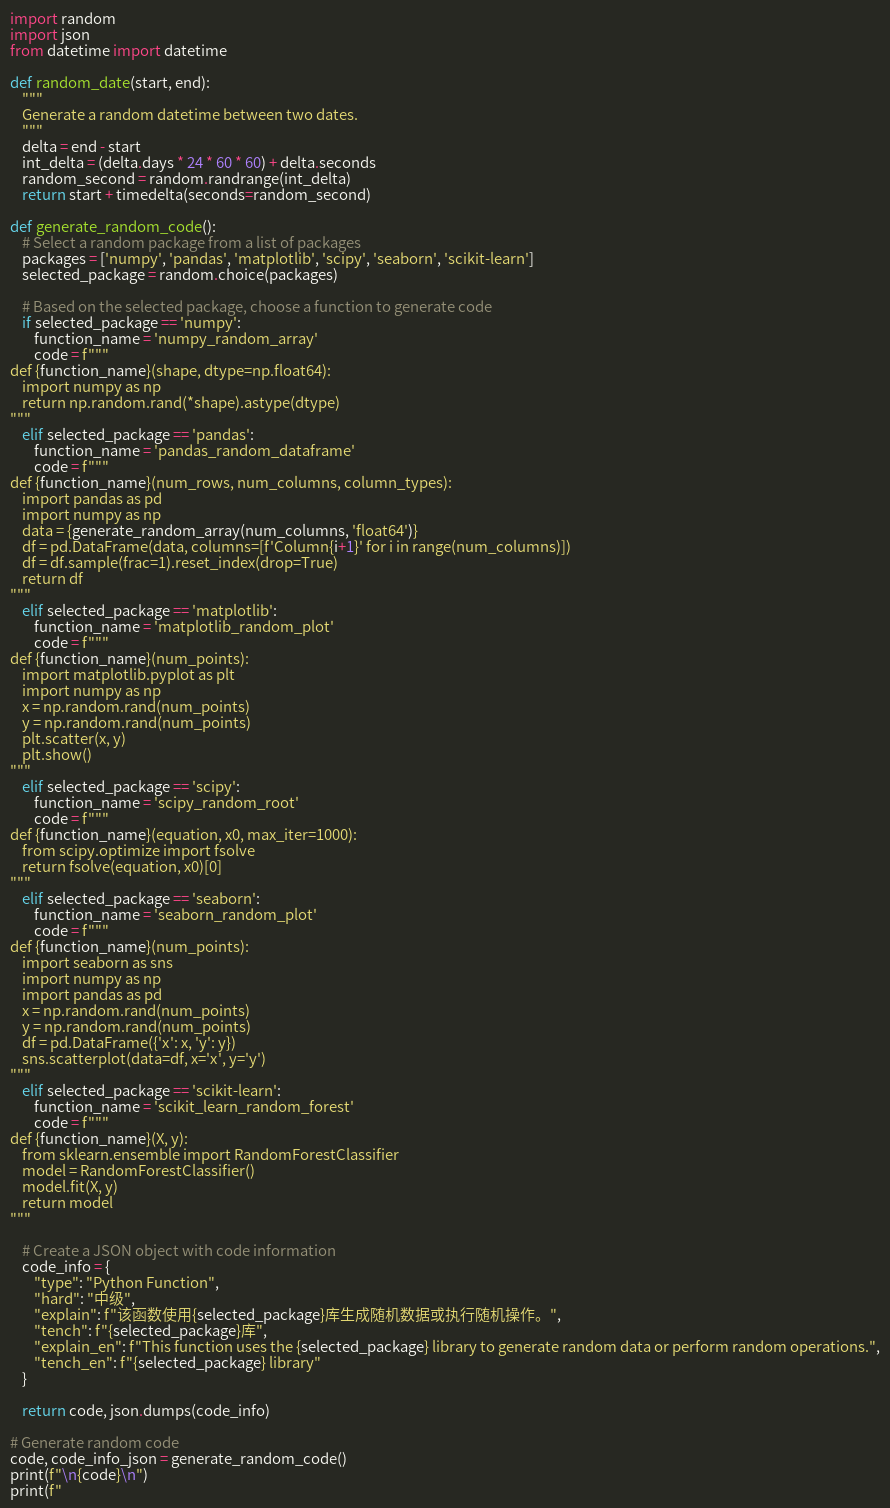 import random
import json
from datetime import datetime

def random_date(start, end):
    """
    Generate a random datetime between two dates.
    """
    delta = end - start
    int_delta = (delta.days * 24 * 60 * 60) + delta.seconds
    random_second = random.randrange(int_delta)
    return start + timedelta(seconds=random_second)

def generate_random_code():
    # Select a random package from a list of packages
    packages = ['numpy', 'pandas', 'matplotlib', 'scipy', 'seaborn', 'scikit-learn']
    selected_package = random.choice(packages)

    # Based on the selected package, choose a function to generate code
    if selected_package == 'numpy':
        function_name = 'numpy_random_array'
        code = f"""
def {function_name}(shape, dtype=np.float64):
    import numpy as np
    return np.random.rand(*shape).astype(dtype)
"""
    elif selected_package == 'pandas':
        function_name = 'pandas_random_dataframe'
        code = f"""
def {function_name}(num_rows, num_columns, column_types):
    import pandas as pd
    import numpy as np
    data = {generate_random_array(num_columns, 'float64')}
    df = pd.DataFrame(data, columns=[f'Column{i+1}' for i in range(num_columns)])
    df = df.sample(frac=1).reset_index(drop=True)
    return df
"""
    elif selected_package == 'matplotlib':
        function_name = 'matplotlib_random_plot'
        code = f"""
def {function_name}(num_points):
    import matplotlib.pyplot as plt
    import numpy as np
    x = np.random.rand(num_points)
    y = np.random.rand(num_points)
    plt.scatter(x, y)
    plt.show()
"""
    elif selected_package == 'scipy':
        function_name = 'scipy_random_root'
        code = f"""
def {function_name}(equation, x0, max_iter=1000):
    from scipy.optimize import fsolve
    return fsolve(equation, x0)[0]
"""
    elif selected_package == 'seaborn':
        function_name = 'seaborn_random_plot'
        code = f"""
def {function_name}(num_points):
    import seaborn as sns
    import numpy as np
    import pandas as pd
    x = np.random.rand(num_points)
    y = np.random.rand(num_points)
    df = pd.DataFrame({'x': x, 'y': y})
    sns.scatterplot(data=df, x='x', y='y')
"""
    elif selected_package == 'scikit-learn':
        function_name = 'scikit_learn_random_forest'
        code = f"""
def {function_name}(X, y):
    from sklearn.ensemble import RandomForestClassifier
    model = RandomForestClassifier()
    model.fit(X, y)
    return model
"""

    # Create a JSON object with code information
    code_info = {
        "type": "Python Function",
        "hard": "中级",
        "explain": f"该函数使用{selected_package}库生成随机数据或执行随机操作。",
        "tench": f"{selected_package}库",
        "explain_en": f"This function uses the {selected_package} library to generate random data or perform random operations.",
        "tench_en": f"{selected_package} library"
    }

    return code, json.dumps(code_info)

# Generate random code
code, code_info_json = generate_random_code()
print(f"\n{code}\n")
print(f"